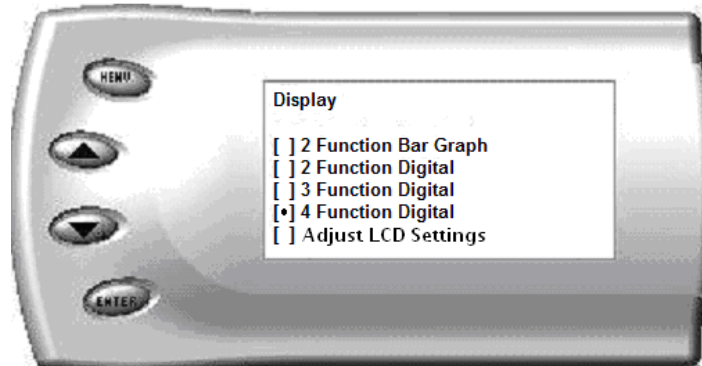 MENU
Display
[ ] 2 Function Bar Graph
[ ] 2 Function Digital
[ ] 3 Function Digital
[•] 4 Function Digital
[ ] Adjust LCD Settings
ENTER